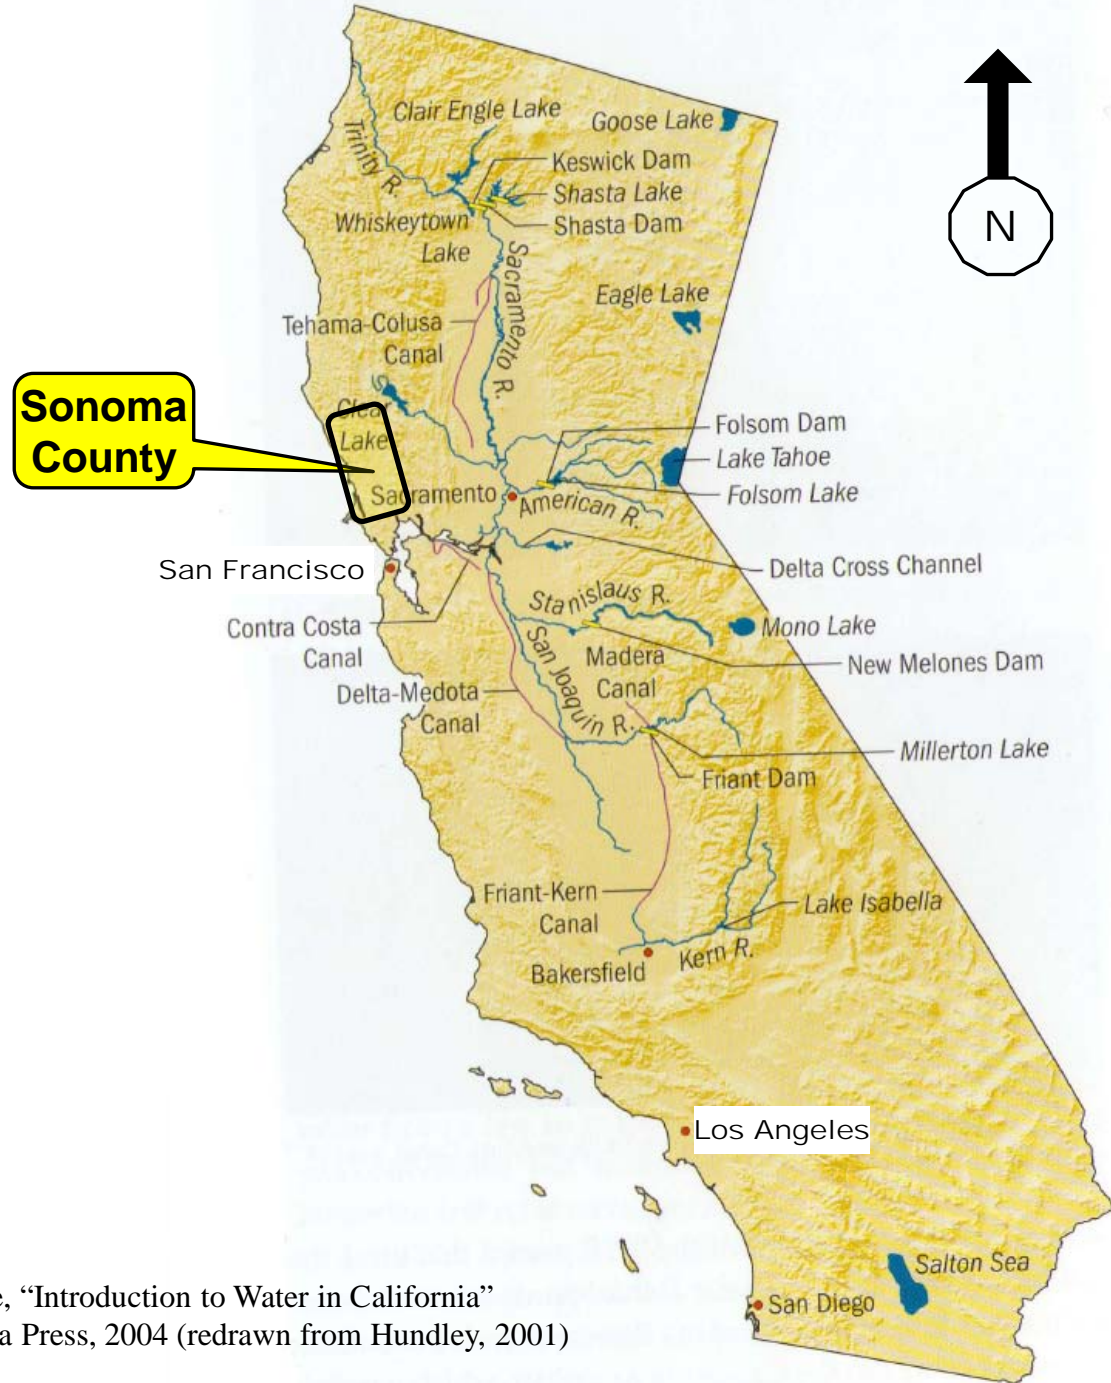 Clair Engle Lake
Goose Lake
Trinity R.
Keswick Dam
Shasta Lake
Shasta Dam
Whiskeytown
Lake
N
Sacramento R.
Eagle Lake
Tehama-Colusa
Canal
Sonoma
County
Clear
Lake
Folsom Dam
Lake Tahoe
Folsom Lake
Sacramento
American R.
San Francisco
Delta Cross Channel
Stanislaus R.
Contra Costa
Canal
Mono Lake
Madera
Canal
New Melones Dam
San Joaquin R.
Delta-Medota
Canal
Millerton Lake
Friant Dam
Friant-Kern
Canal
Lake Isabella
Kern R.
Bakersfield
Los Angeles
Salton Sea
San Diego
e, “Introduction to Water in California”
a Press, 2004 (redrawn from Hundley, 2001)